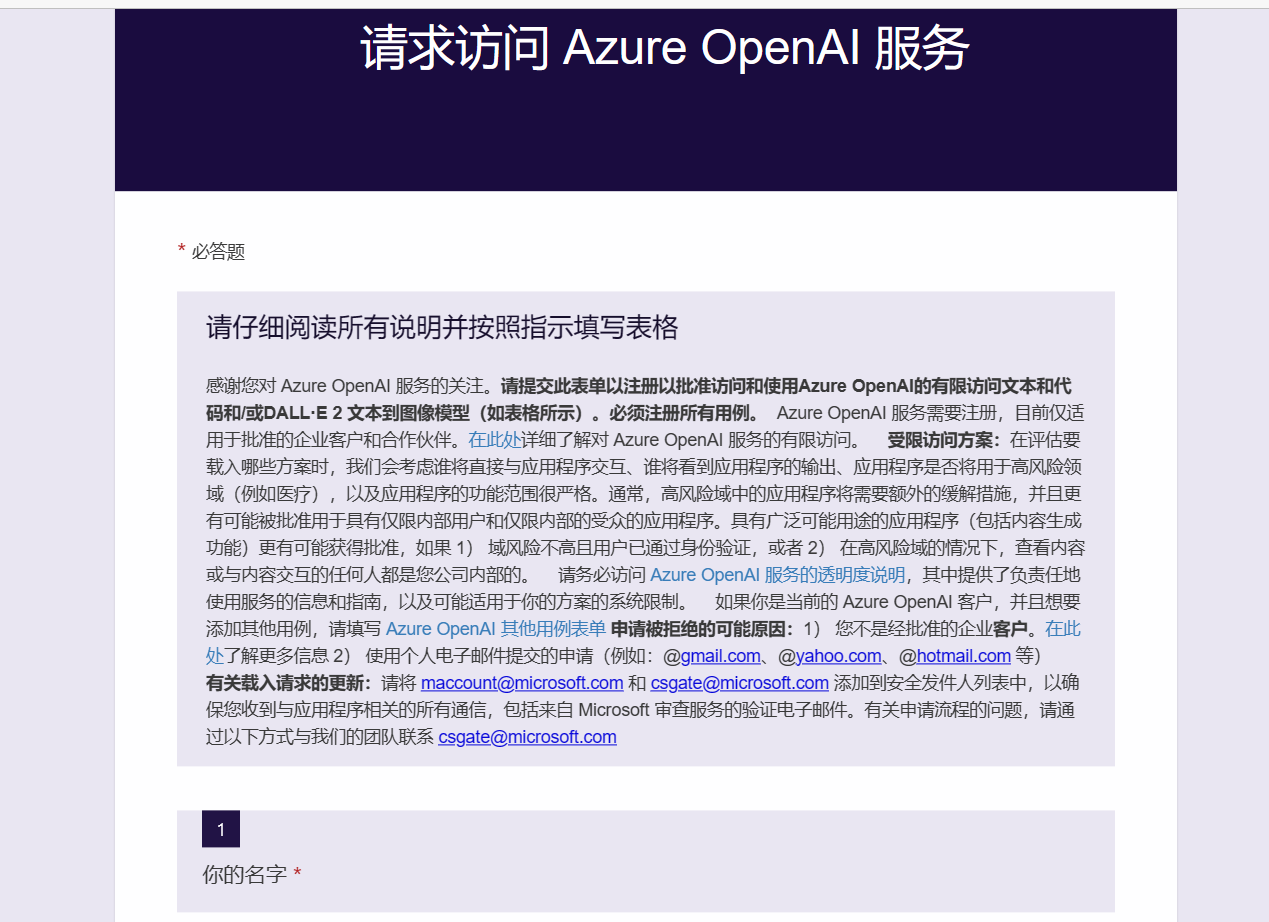 请求访问 Azure OpenAI 服务
* 必答题
请仔细阅读所有说明并按照指示填写表格
感谢您对 Azure OpenAI 服务的关注。请提交此表单以注册以批准访问和使用Azure OpenAI的有限访问文本和代
码和/或DALL·E 2 文本到图像模型（如表格所示）。必须注册所有用例。 Azure OpenAI 服务需要注册，目前仅适
用于批准的企业客户和合作伙伴。在此处详细了解对 Azure OpenAI 服务的有限访问。 受限访问方案：在评估要
载入哪些方案时，我们会考虑谁将直接与应用程序交互、谁将看到应用程序的输出、应用程序是否将用于高风险领
域（例如医疗），以及应用程序的功能范围很严格。通常，高风险域中的应用程序将需要额外的缓解措施，并且更
有可能被批准用于具有仅限内部用户和仅限内部的受众的应用程序。具有广泛可能用途的应用程序（包括内容生成
功能）更有可能获得批准，如果 1） 域风险不高且用户已通过身份验证，或者 2） 在高风险域的情况下，查看内容
或与内容交互的任何人都是您公司内部的。 请务必访问 Azure OpenAI 服务的透明度说明，其中提供了负责任地
使用服务的信息和指南，以及可能适用于你的方案的系统限制。 如果你是当前的 Azure OpenAI 客户，并且想要
添加其他用例，请填写 Azure OpenAI 其他用例表单 申请被拒绝的可能原因：1） 您不是经批准的企业客户。在此
处了解更多信息 2） 使用个人电子邮件提交的申请（例如：@gmail.com、@yahoo.com、@hotmail.com 等）
有关载入请求的更新：请将 maccount@microsoft.com 和 csgate@microsoft.com 添加到安全发件人列表中，以确
保您收到与应用程序相关的所有通信，包括来自 Microsoft 审查服务的验证电子邮件。有关申请流程的问题，请通
过以下方式与我们的团队联系 csgate@microsoft.com
1
你的名字 *